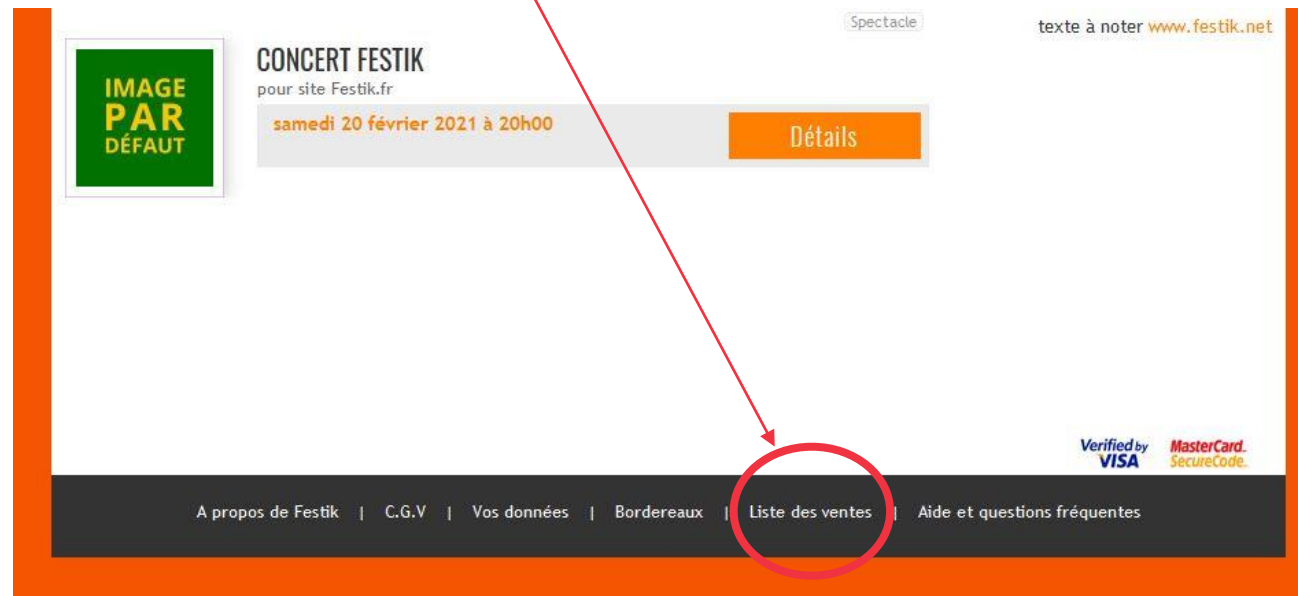 Spectacle
texte à noter www.festik.net
IMAGE
PAR
DÉFAUT
CONCERT FESTIK
pour site Festik.fr
samedi 20 février 2021 à 20h00
Détails
Verified by
VISA
MasterCard.
SecureCode.
A propos de Festik | C.G.V | Vos données | Bordereaux | Liste des ventes | Aide et questions fréquentes